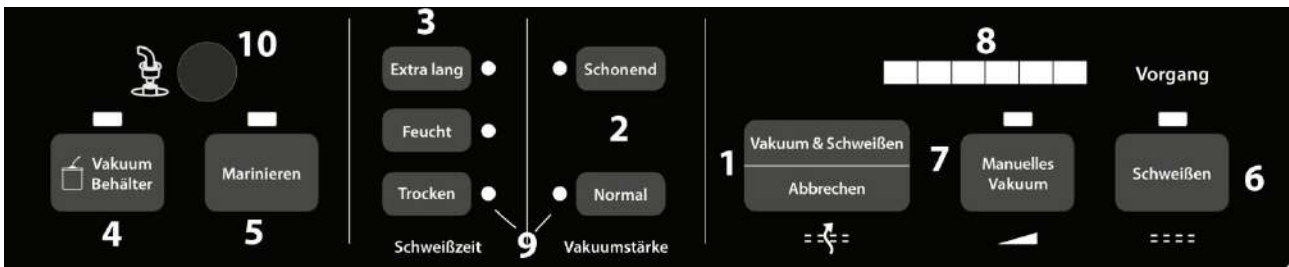 10
3
8
Extra lang
Schonend
Vorgang
Feucht
2
Vakuum
Behälter
Marinieren
1
Vakuum & Schweißen
Abbrechen
7
Manuelles
Vakuum
Schweißen
6
Trocken
Normal
4
5
Schweißzeit
9
Vakuumstärke